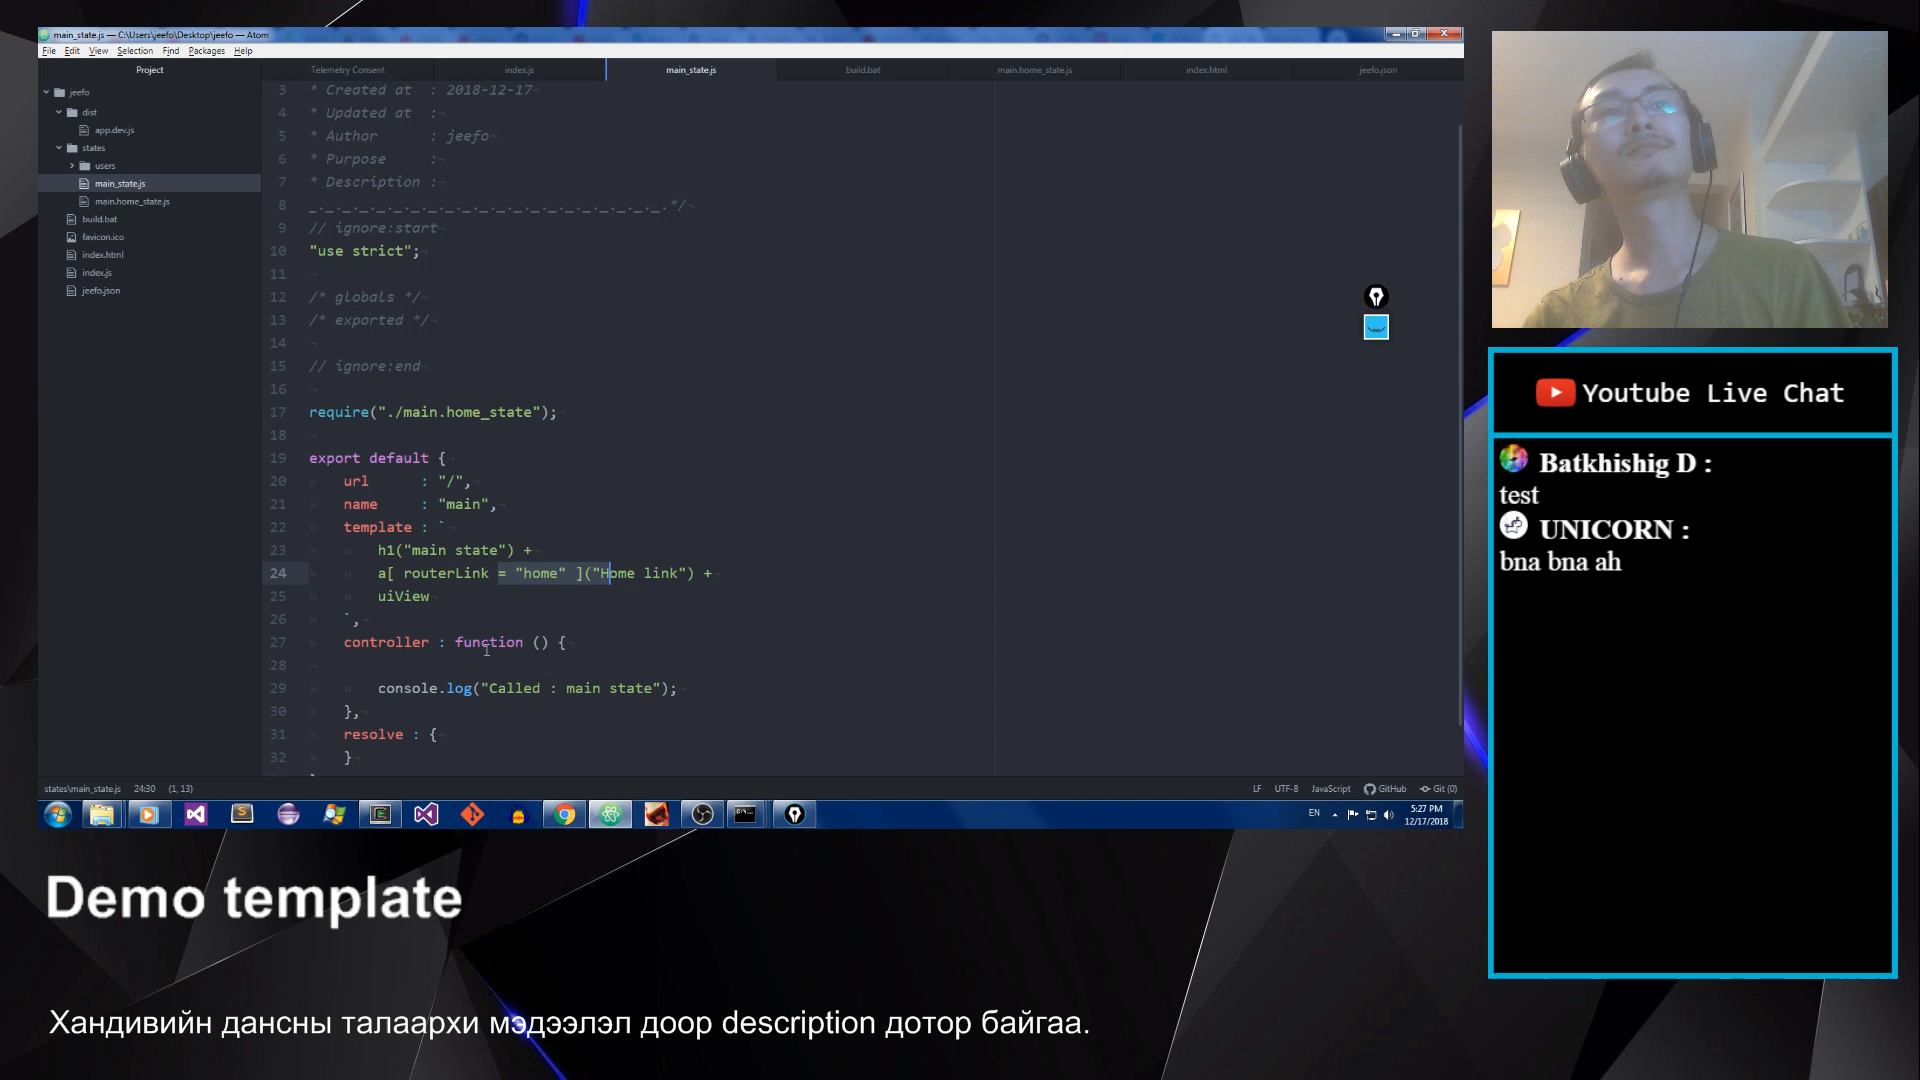 main_state.js — C:\Users\jeefo\Desktop\jeefo — Atom
File Edit View Selection Find Packages Help
Project
Telemetry Consent
index.js
main_state.js
build.bat
main.home_state.js
index.html
jeefo.json
jeefo
dist
app.dev.js
states
users
main_state.js
main.home_state.js
build.bat
favicon.ico
index.html
index.js
jeefo.json
3 * Created at : 2018-12-17
4 * Updated at :
5 * Author : jeefo
6 * Purpose :
7 * Description :
8 _._._._._._._._._._._._._._._._._._._._._.*/
9 // ignore:start
10 "use strict";
11
12 /* globals */
13 /* exported */
14
15 // ignore:end
16
17 require("./main.home_state");
18
19 export default {
20 url : "/",
21 name : "main",
22 template : `
23 h1("main state") +
24 a[ routerLink = "home" ]("Home link") +
25 uiView
26 `,
27 controller : function () {
28
29 console.log("Called : main state");
30 },
31 resolve : {
32 }
states\main_state.js 24:30 (1, 13)
LF UTF-8 JavaScript GitHub Git (0)
EN
5:27 PM
12/17/2018
Youtube Live Chat
Batkhishig D :
test
UNICORN :
bna bna ah
Demo template
Хандивийн дансны талаархи мэдээлэл доор description дотор байгаа.